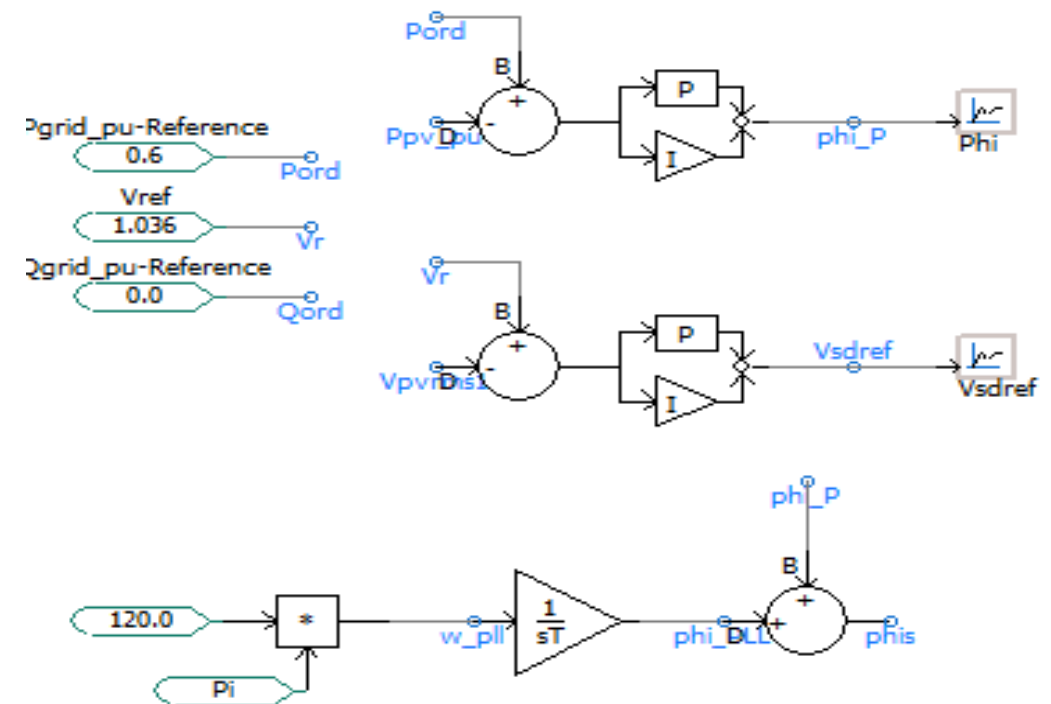 Pord
B
+
-
D
Ppv_pu
P
I
phi_P
Phi
Pgrid_pu-Reference
0.6
Pord
Vref
1.036
Vr
Qgrid_pu-Reference
0.0
Qord
Vr
B
+
-
D
Vpvrms1
P
I
Vsdref
Vsdref
phi_P
B
+
120.0
*
w_pll
1
sT
phi_PLL
D
+
phis
Pi